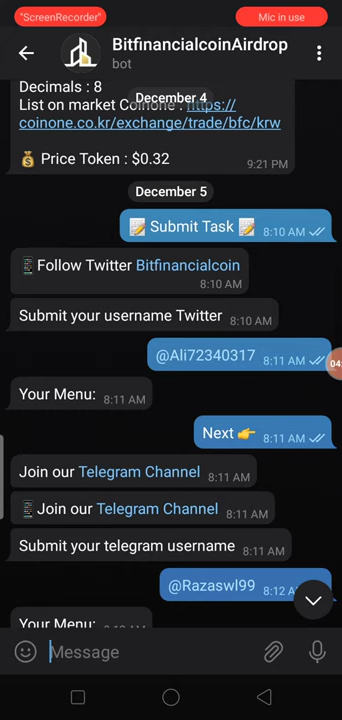 "ScreenRecorder"
Mic in use
BitfinancialcoinAirdrop
bot
Decimals : 8
December 4
List on market Coinone : https://
coinone.co.kr/exchange/trade/bfc/krw
💰 Price Token : $0.32
9:21 PM
December 5
📝 Submit Task 📝 8:10 AM
📱Follow Twitter Bitfinancialcoin
8:10 AM
Submit your username Twitter 8:10 AM
@Ali72340317 8:11 AM
04:
Your Menu: 8:11 AM
Next 👉 8:11 AM
Join our Telegram Channel 8:11 AM
📱Join our Telegram Channel 8:11 AM
Submit your telegram username 8:11 AM
@Razaswl99 8:12 A
Your Menu:
Message